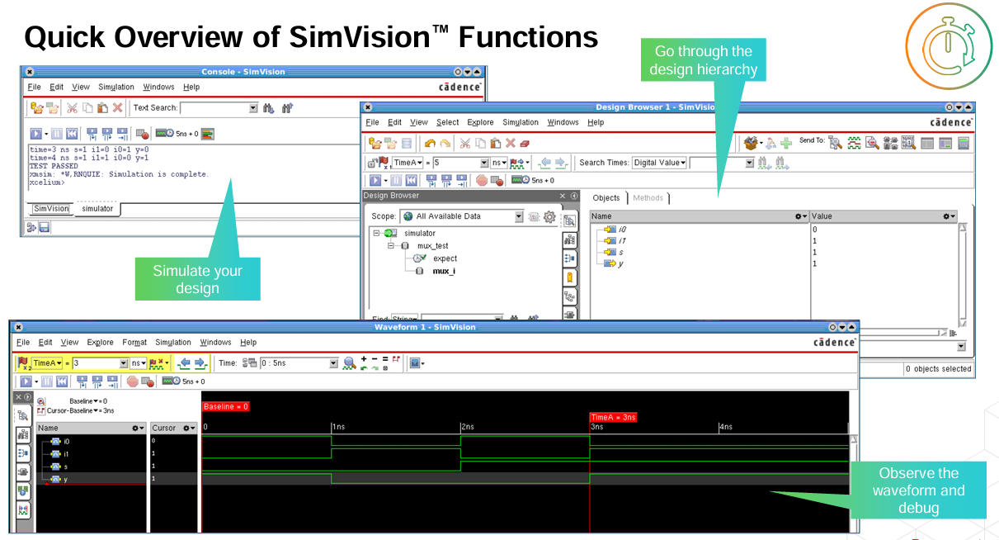 Quick Overview of SimVision™ Functions
Go through the
design hierarchy
Console - SimVision
File Edit View Simulation Windows Help
cādence
Text Search:
5ns + 0
time=3 ns s=1 i1=0 i0=1 y=0
time=4 ns s=1 i1=1 i0=0 y=1
TEST PASSED
xmsim: *W,RNQUIE: Simulation is complete.
xcelium>
SimVision simulator
Simulate your
design
Design Browser 1 - SimVision
File Edit View Select Explore Simulation Windows Help
cādence
Send To:
TimeA = 5 ns
Search Times: Digital Value
5ns + 0
Design Browser
Scope: All Available Data
simulator
mux_test
expect
mux_i
Find: String
Objects Methods
Name Value
i0 0
i1 1
s 1
y 1
0 objects selected
Waveform 1 - SimVision
File Edit View Explore Format Simulation Windows Help
cādence
TimeA = 3 ns
Time: 0 : 5ns
5ns + 0
Baseline = 0
Cursor-Baseline = 3ns
Name Cursor
i0 0
i1 1
s 1
y 1
Baseline = 0
TimeA = 3ns
0 1ns 2ns 3ns 4ns
Observe the
waveform and
debug